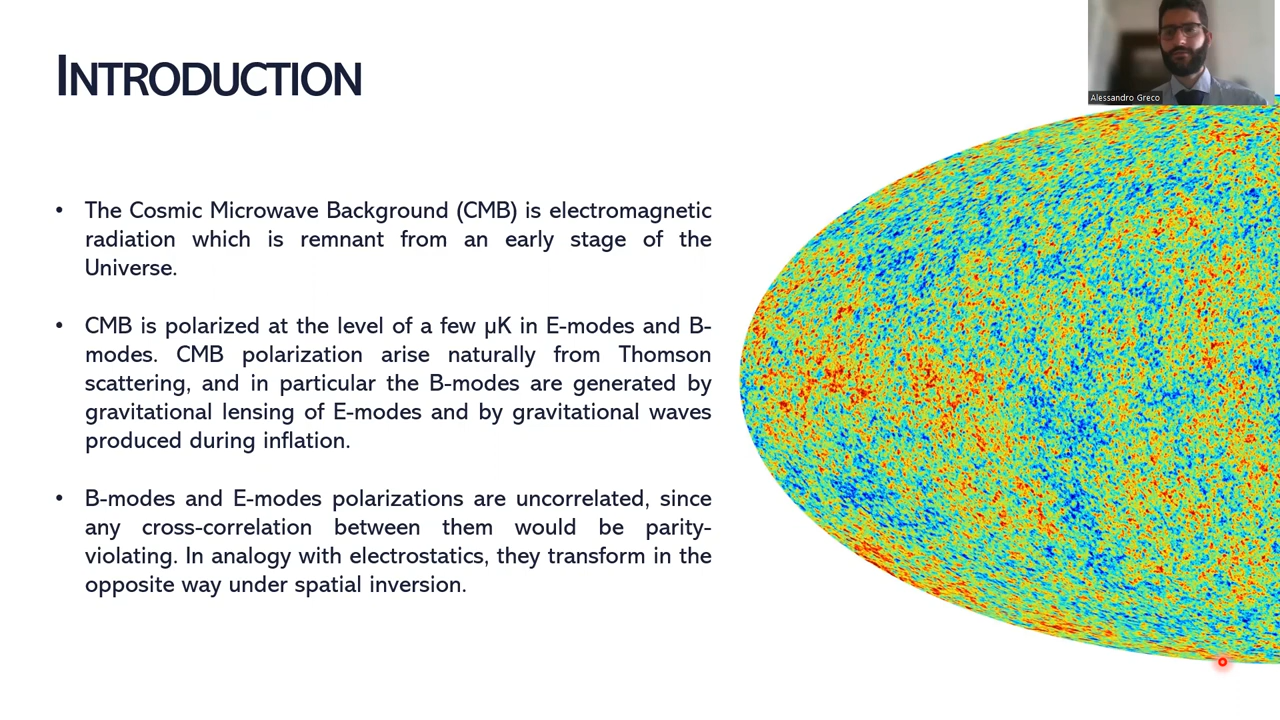 INTRODUCTION
Alessandro Greco
• The Cosmic Microwave Background (CMB) is electromagnetic
radiation which is remnant from an early stage of the
Universe.
• CMB is polarized at the level of a few μK in E-modes and B-
modes. CMB polarization arise naturally from Thomson
scattering, and in particular the B-modes are generated by
gravitational lensing of E-modes and by gravitational waves
produced during inflation.
• B-modes and E-modes polarizations are uncorrelated, since
any cross-correlation between them would be parity-
violating. In analogy with electrostatics, they transform in the
opposite way under spatial inversion.